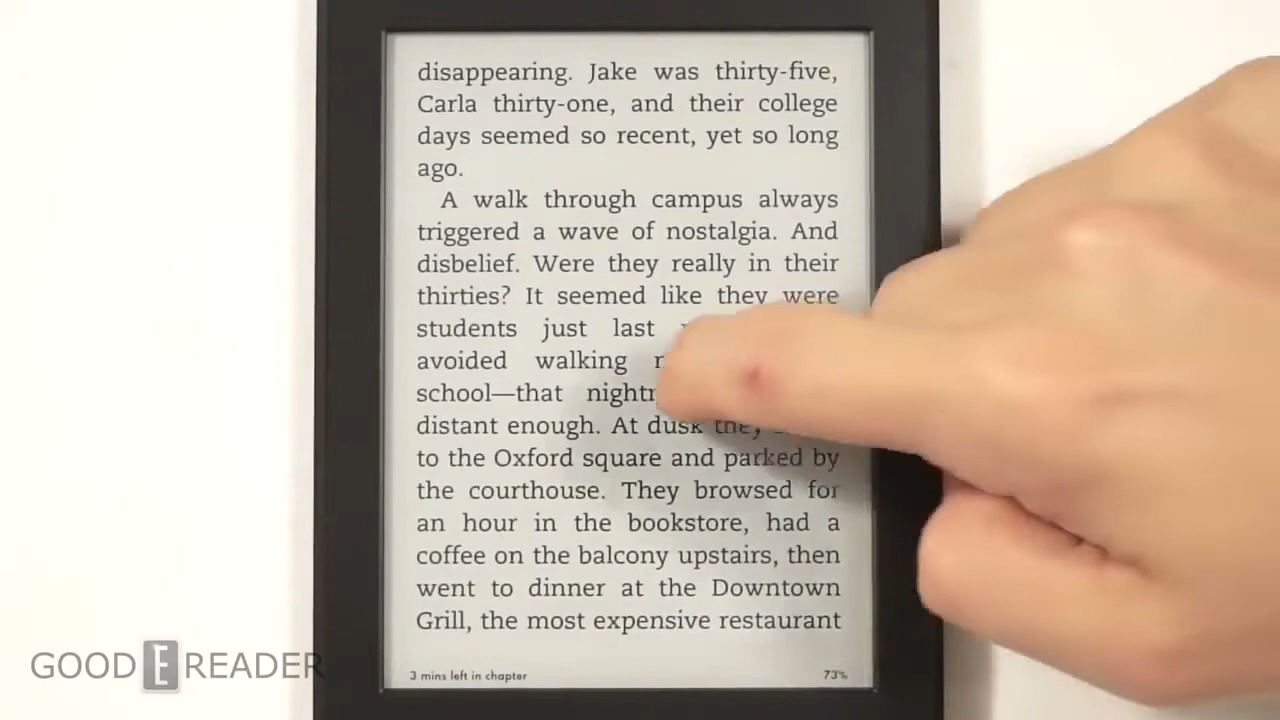 disappearing. Jake was thirty-five,
Carla thirty-one, and their college
days seemed so recent, yet so long
ago.
A walk through campus always
triggered a wave of nostalgia. And
disbelief. Were they really in their
thirties? It seemed like they were
students just last
avoided walking
school—that
distant enough. At dusk they
to the Oxford square and parked by
the courthouse. They browsed for
an hour in the bookstore, had a
coffee on the balcony upstairs, then
went to dinner at the Downtown
Grill, the most expensive restaurant
3 mins left in chapter 73%
GOOD E READER